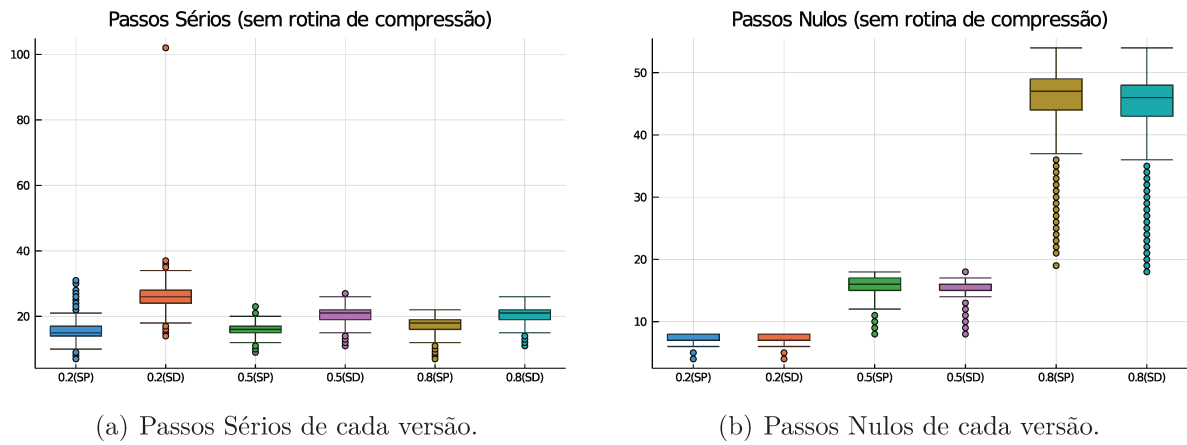 Passos Sérios (sem rotina de compressão)
100
80
60
40
20
0.2(SP) 0.2(SD) 0.5(SP) 0.5(SD) 0.8(SP) 0.8(SD)
(a) Passos Sérios de cada versão.
Passos Nulos (sem rotina de compressão)
50
40
30
20
10
0.2(SP) 0.2(SD) 0.5(SP) 0.5(SD) 0.8(SP) 0.8(SD)
(b) Passos Nulos de cada versão.